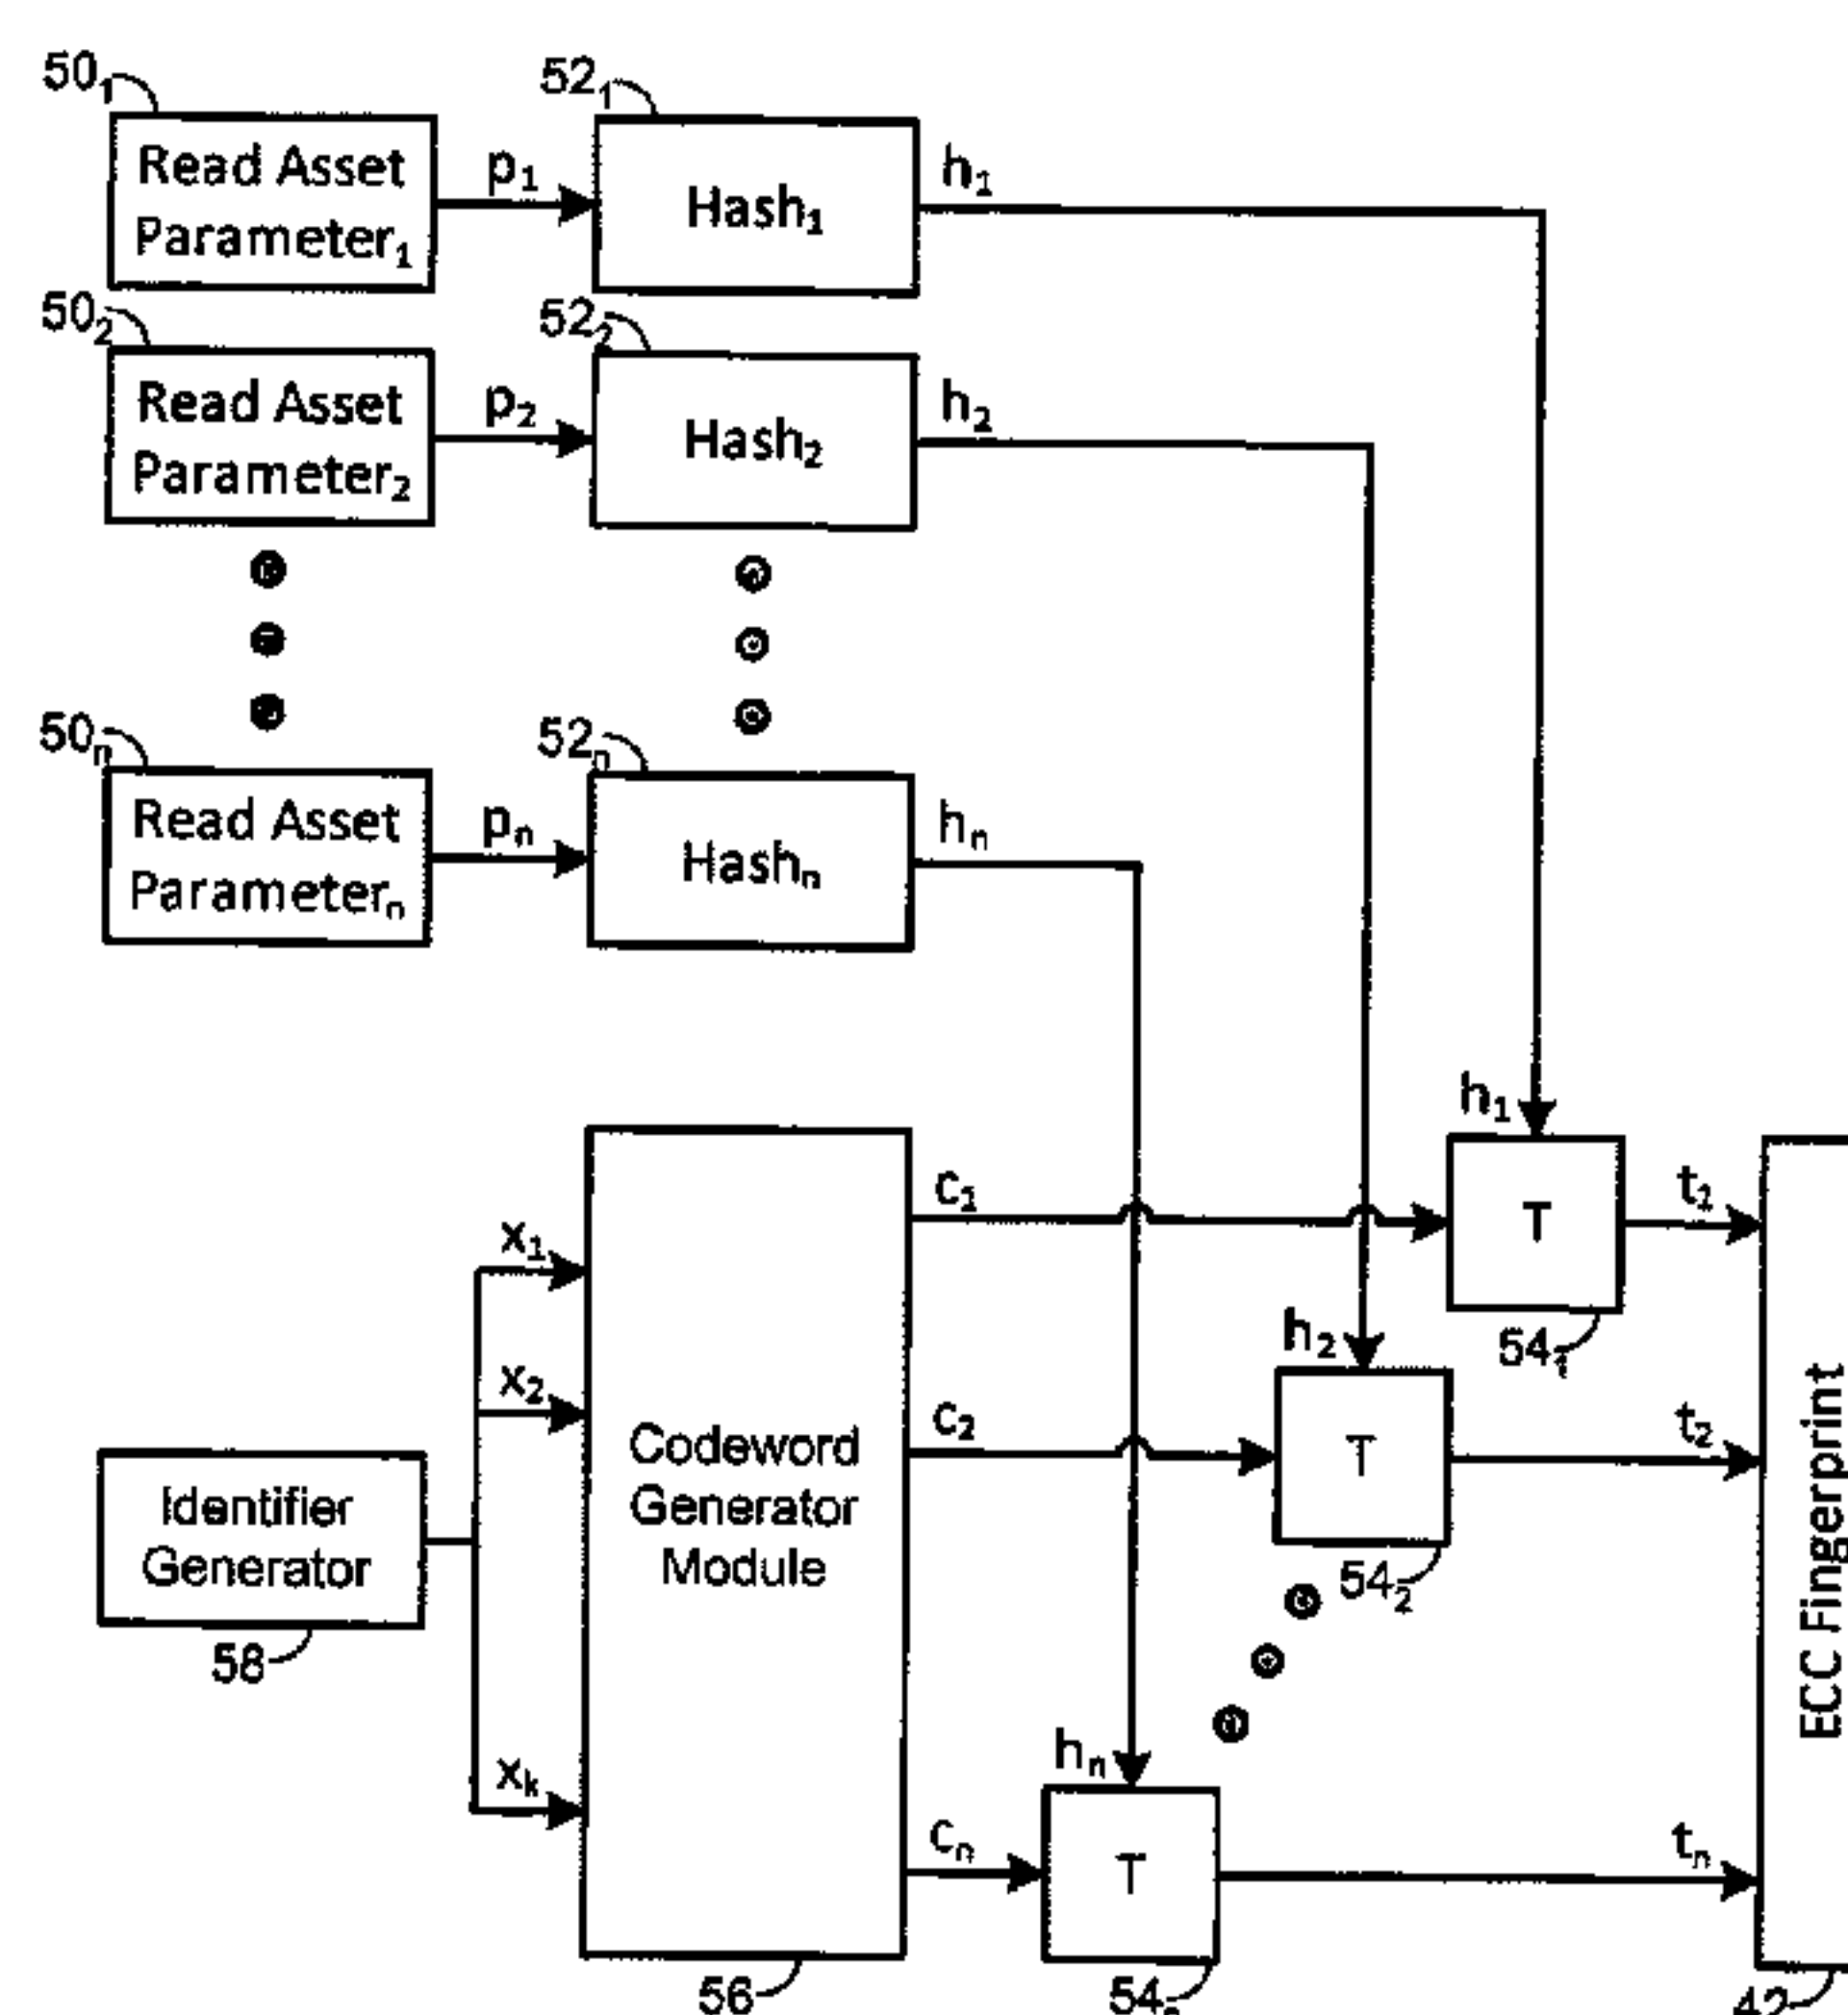 50₁
52₁
Read Asset
Parameter₁
p₁
Hash₁
h₁
50₂
52₂
Read Asset
Parameter₂
p₂
Hash₂
h₂
50ₙ
52ₙ
Read Asset
Parameterₙ
pₙ
Hashₙ
hₙ
h₁
c₁
T
t₁
x₁
54₁
h₂
x₂
c₂
T
t₂
Codeword
Generator
Module
Identifier
Generator
54₂
58
ECC Fingerprint
hₙ
xₖ
cₙ
T
tₙ
56
54
42